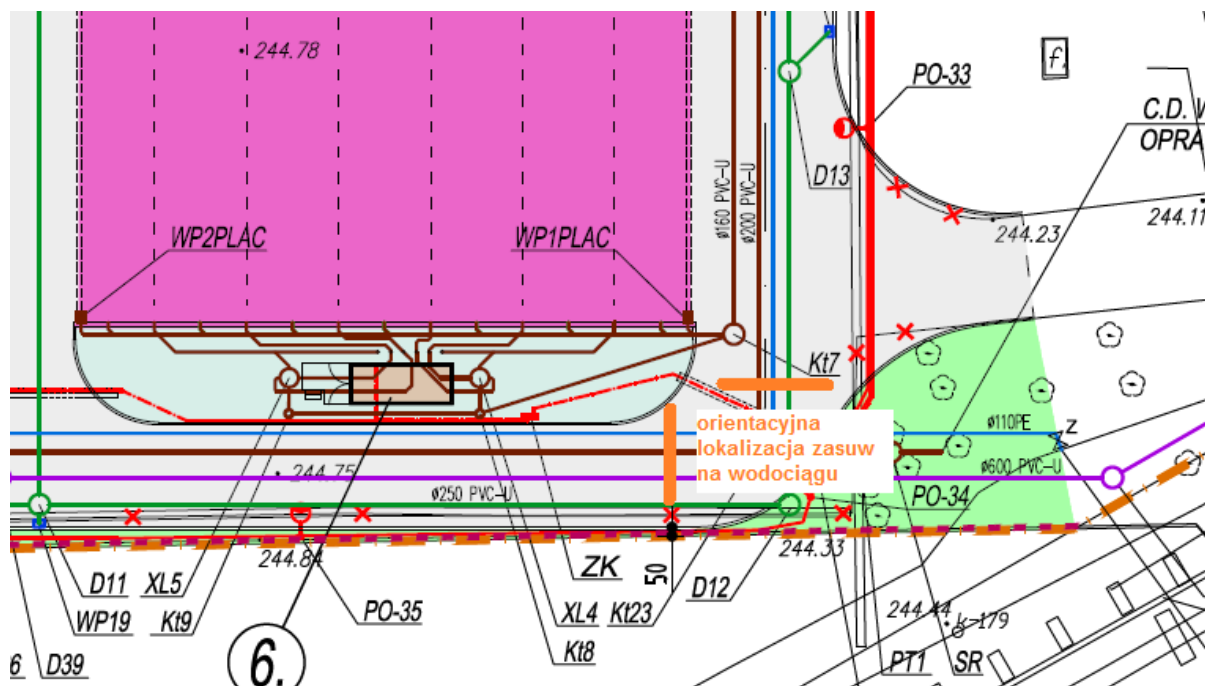 244.78
f.
PO-33
C.D. W
OPRA
D13
ø160 PVC-U
ø200 PVC-U
244.11
244.23
WP2PLAC
WP1PLAC
Kt7
orientacyjna
lokalizacja zasuw
na wodociągu
ø110PE
Z
244.75
ø600 PVC-U
ø250 PVC-U
PO-34
244.84
244.33
50
D11
XL5
ZK
D12
WP19
Kt9
PO-35
XL4
Kt23
244.44
k-179
6
D39
6.
Kt8
PT1
SR